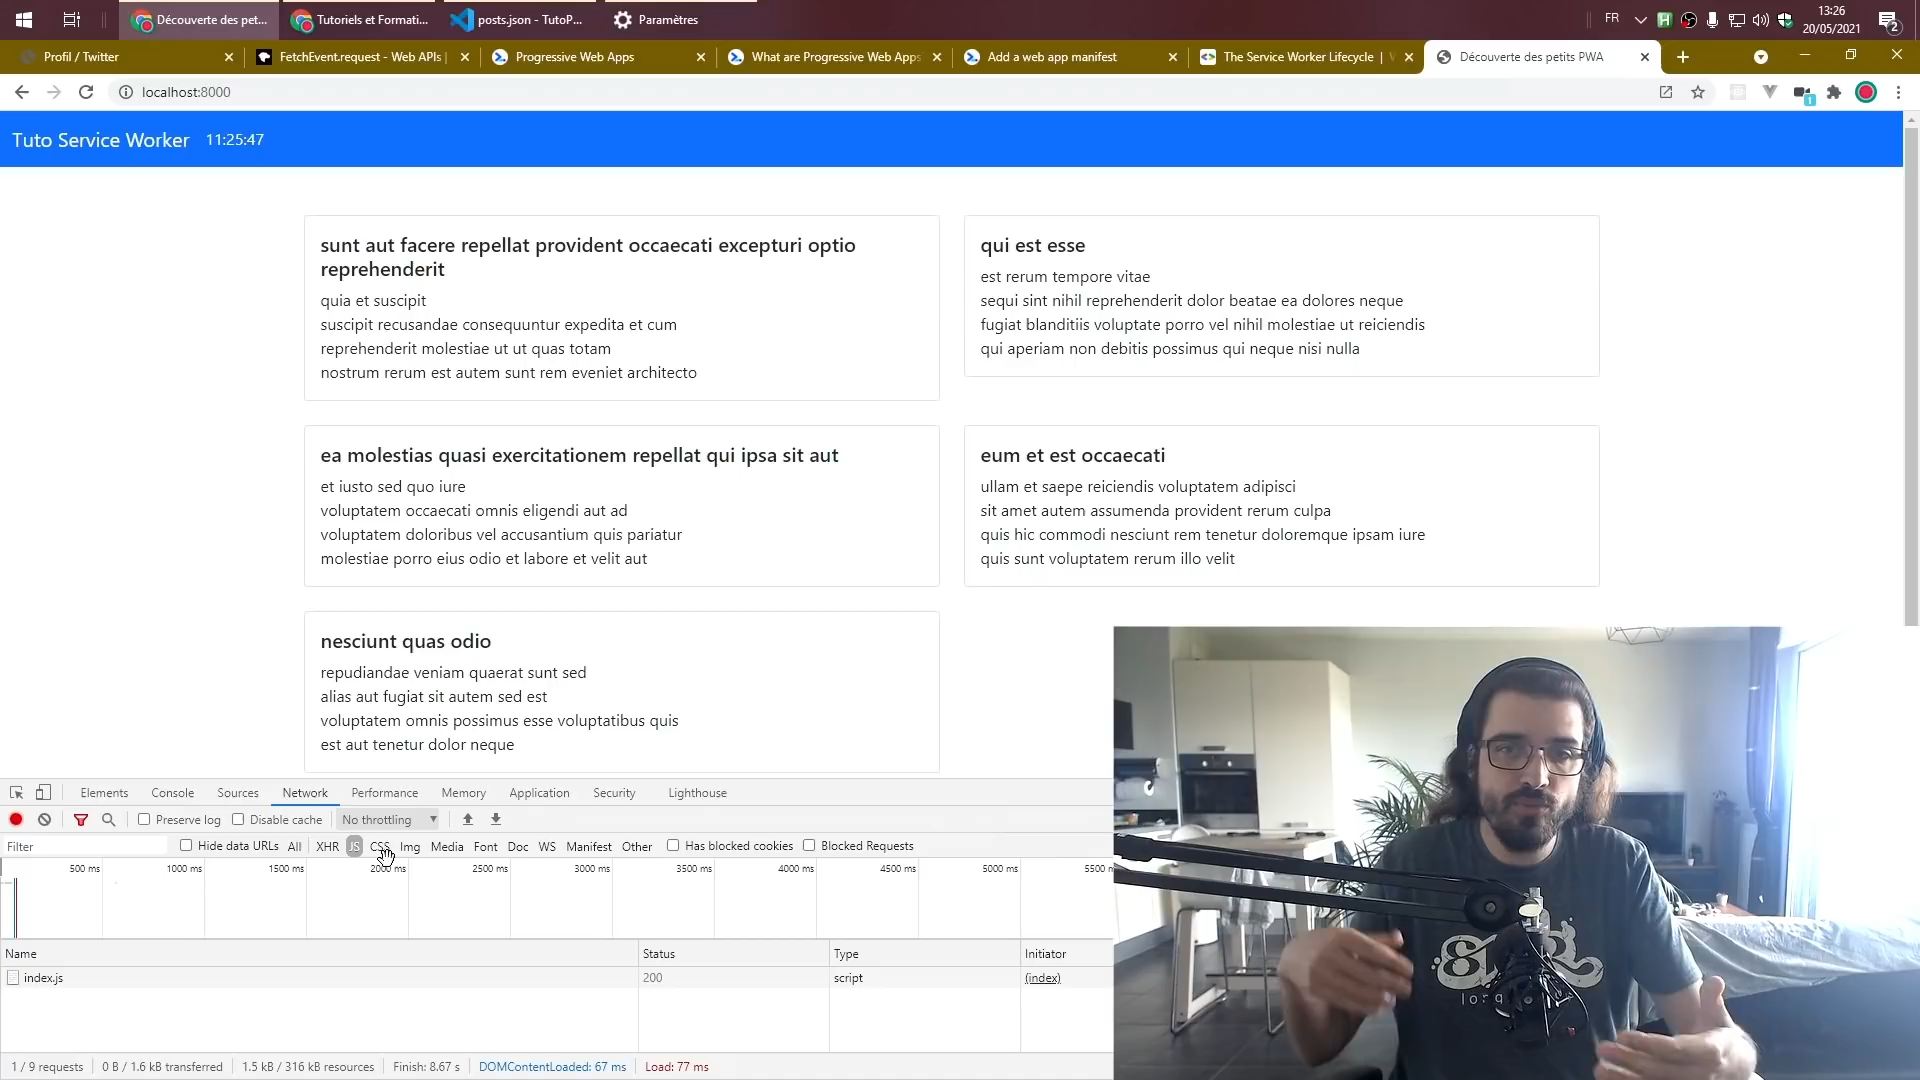 Découverte des pet...
Tutoriels et Formati...
posts.json - TutoP...
Paramètres
FR
13:26
20/05/2021
2
Profil / Twitter
FetchEvent.request - Web APIs |
Progressive Web Apps
What are Progressive Web Apps
Add a web app manifest
The Service Worker Lifecycle |
Découverte des petits PWA
localhost:8000
1
Tuto Service Worker
11:25:47
sunt aut facere repellat provident occaecati excepturi optio
reprehenderit
quia et suscipit
suscipit recusandae consequuntur expedita et cum
reprehenderit molestiae ut ut quas totam
nostrum rerum est autem sunt rem eveniet architecto
qui est esse
est rerum tempore vitae
sequi sint nihil reprehenderit dolor beatae ea dolores neque
fugiat blanditiis voluptate porro vel nihil molestiae ut reiciendis
qui aperiam non debitis possimus qui neque nisi nulla
ea molestias quasi exercitationem repellat qui ipsa sit aut
et iusto sed quo iure
voluptatem occaecati omnis eligendi aut ad
voluptatem doloribus vel accusantium quis pariatur
molestiae porro eius odio et labore et velit aut
eum et est occaecati
ullam et saepe reiciendis voluptatem adipisci
sit amet autem assumenda provident rerum culpa
quis hic commodi nesciunt rem tenetur doloremque ipsam iure
quis sunt voluptatem rerum illo velit
nesciunt quas odio
repudiandae veniam quaerat sunt sed
alias aut fugiat sit autem sed est
voluptatem omnis possimus esse voluptatibus quis
est aut tenetur dolor neque
Elements Console Sources Network Performance Memory Application Security Lighthouse
Preserve log Disable cache No throttling
Filter Hide data URLs All XHR JS CSS Img Media Font Doc WS Manifest Other Has blocked cookies Blocked Requests
500 ms 1000 ms 1500 ms 2000 ms 2500 ms 3000 ms 3500 ms 4000 ms 4500 ms 5000 ms 5500 m
Name Status Type Initiator
index.js 200 script (index)
1 / 9 requests 0 B / 1.6 kB transferred 1.5 kB / 316 kB resources Finish: 8.67 s DOMContentLoaded: 67 ms Load: 77 ms